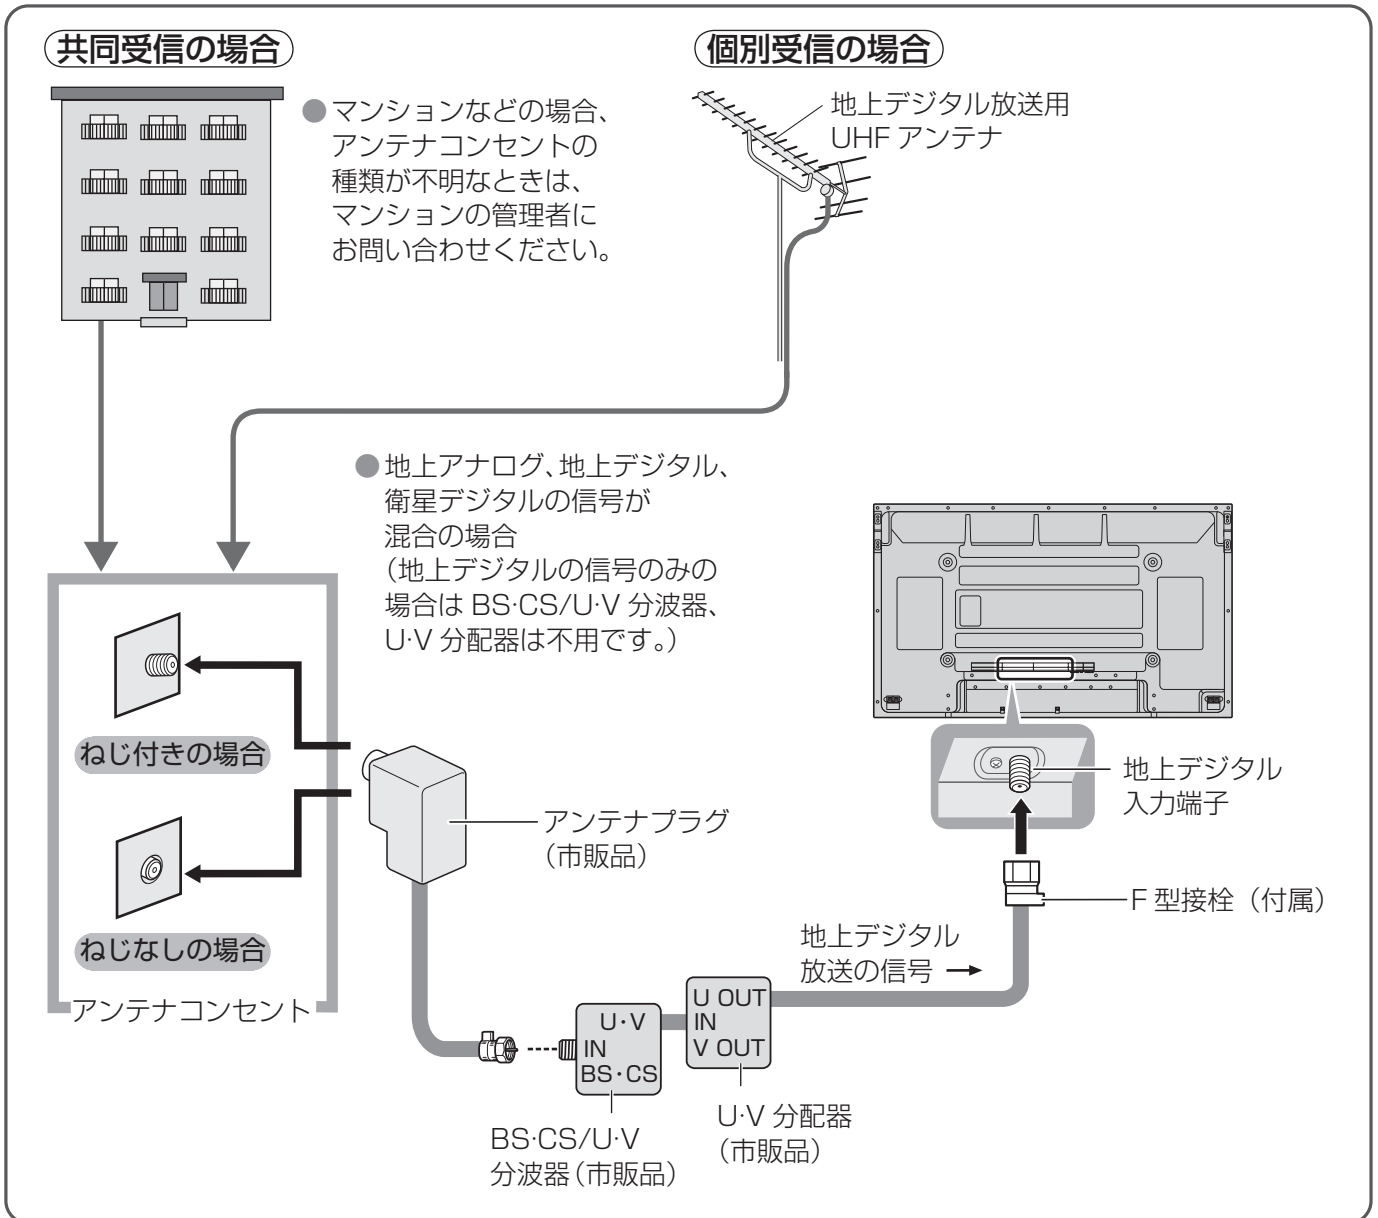 共同受信の場合
●マンションなどの場合、
アンテナコンセントの
種類が不明なときは、
マンションの管理者に
お問い合わせください。
個別受信の場合
地上デジタル放送用
UHF アンテナ
●地上アナログ、地上デジタル、
衛星デジタルの信号が
混合の場合
（地上デジタルの信号のみの
場合は BS·CS/U·V 分波器、
U·V 分配器は不用です。）
ねじ付きの場合
ねじなしの場合
アンテナコンセント
アンテナプラグ
（市販品）
地上デジタル
入力端子
F 型接栓（付属）
地上デジタル
放送の信号 →
U·V
IN
BS·CS
U OUT
IN
V OUT
BS·CS/U·V
分波器（市販品）
U·V 分配器
（市販品）